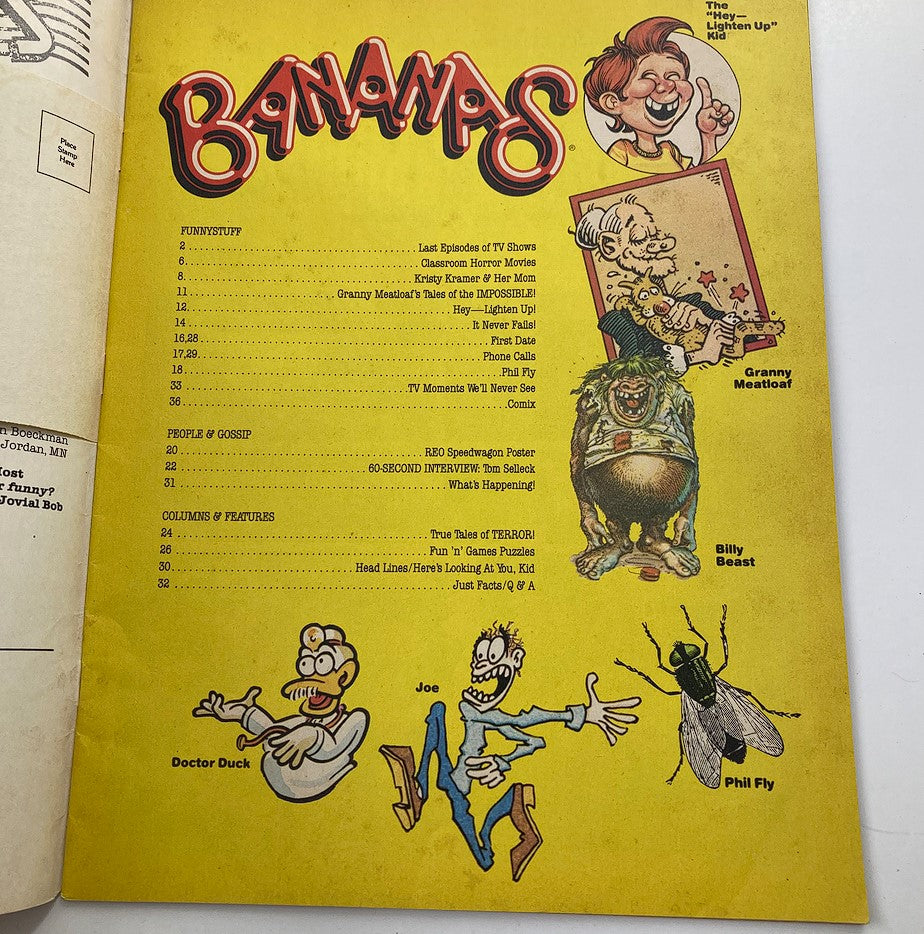 Place
Stamp
Here
n Boeckman
Jordan, MN
ost
r funny?
Jovial Bob
BANANAS®
The
"Hey—
Lighten Up"
Kid
FUNNYSTUFF
2 Last Episodes of TV Shows
6 Classroom Horror Movies
8 Kristy Kramer & Her Mom
11 Granny Meatloaf's Tales of the IMPOSSIBLE!
12 Hey—Lighten Up!
14 It Never Fails!
16,28 First Date
17,29 Phone Calls
18 Phil Fly
33 TV Moments We'll Never See
36 Comix
PEOPLE & GOSSIP
20 REO Speedwagon Poster
22 60-SECOND INTERVIEW: Tom Selleck
31 What's Happening!
COLUMNS & FEATURES
24 True Tales of TERROR!
26 Fun 'n' Games Puzzles
30 Head Lines/Here's Looking At You, Kid
32 Just Facts/Q & A
Granny
Meatloaf
Billy
Beast
Doctor Duck
Joe
Phil Fly